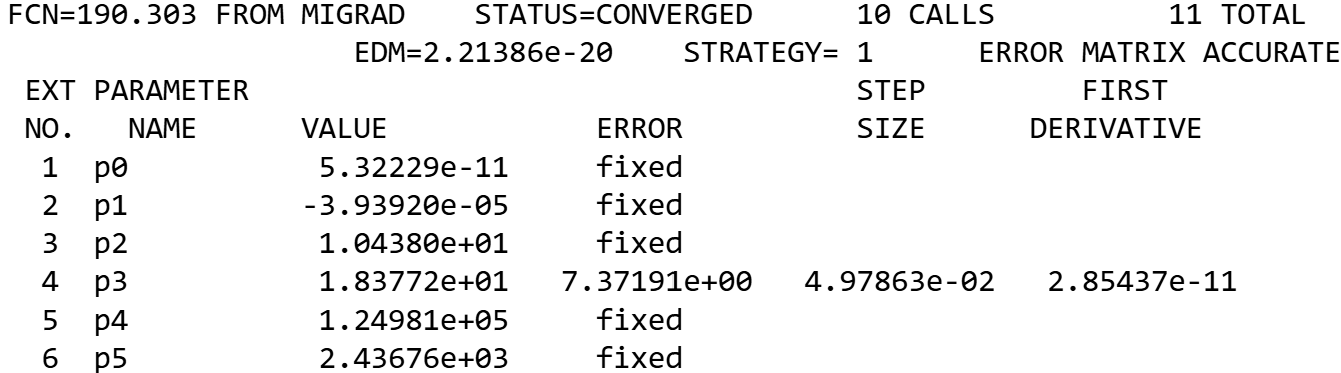 FCN=190.303 FROM MIGRAD    STATUS=CONVERGED      10 CALLS          11 TOTAL
                     EDM=2.21386e-20    STRATEGY= 1      ERROR MATRIX ACCURATE
 EXT PARAMETER                                   STEP         FIRST
 NO.   NAME      VALUE            ERROR          SIZE      DERIVATIVE
  1  p0           5.32229e-11     fixed
  2  p1          -3.93920e-05     fixed
  3  p2           1.04380e+01     fixed
  4  p3           1.83772e+01   7.37191e+00   4.97863e-02   2.85437e-11
  5  p4           1.24981e+05     fixed
  6  p5           2.43676e+03     fixed